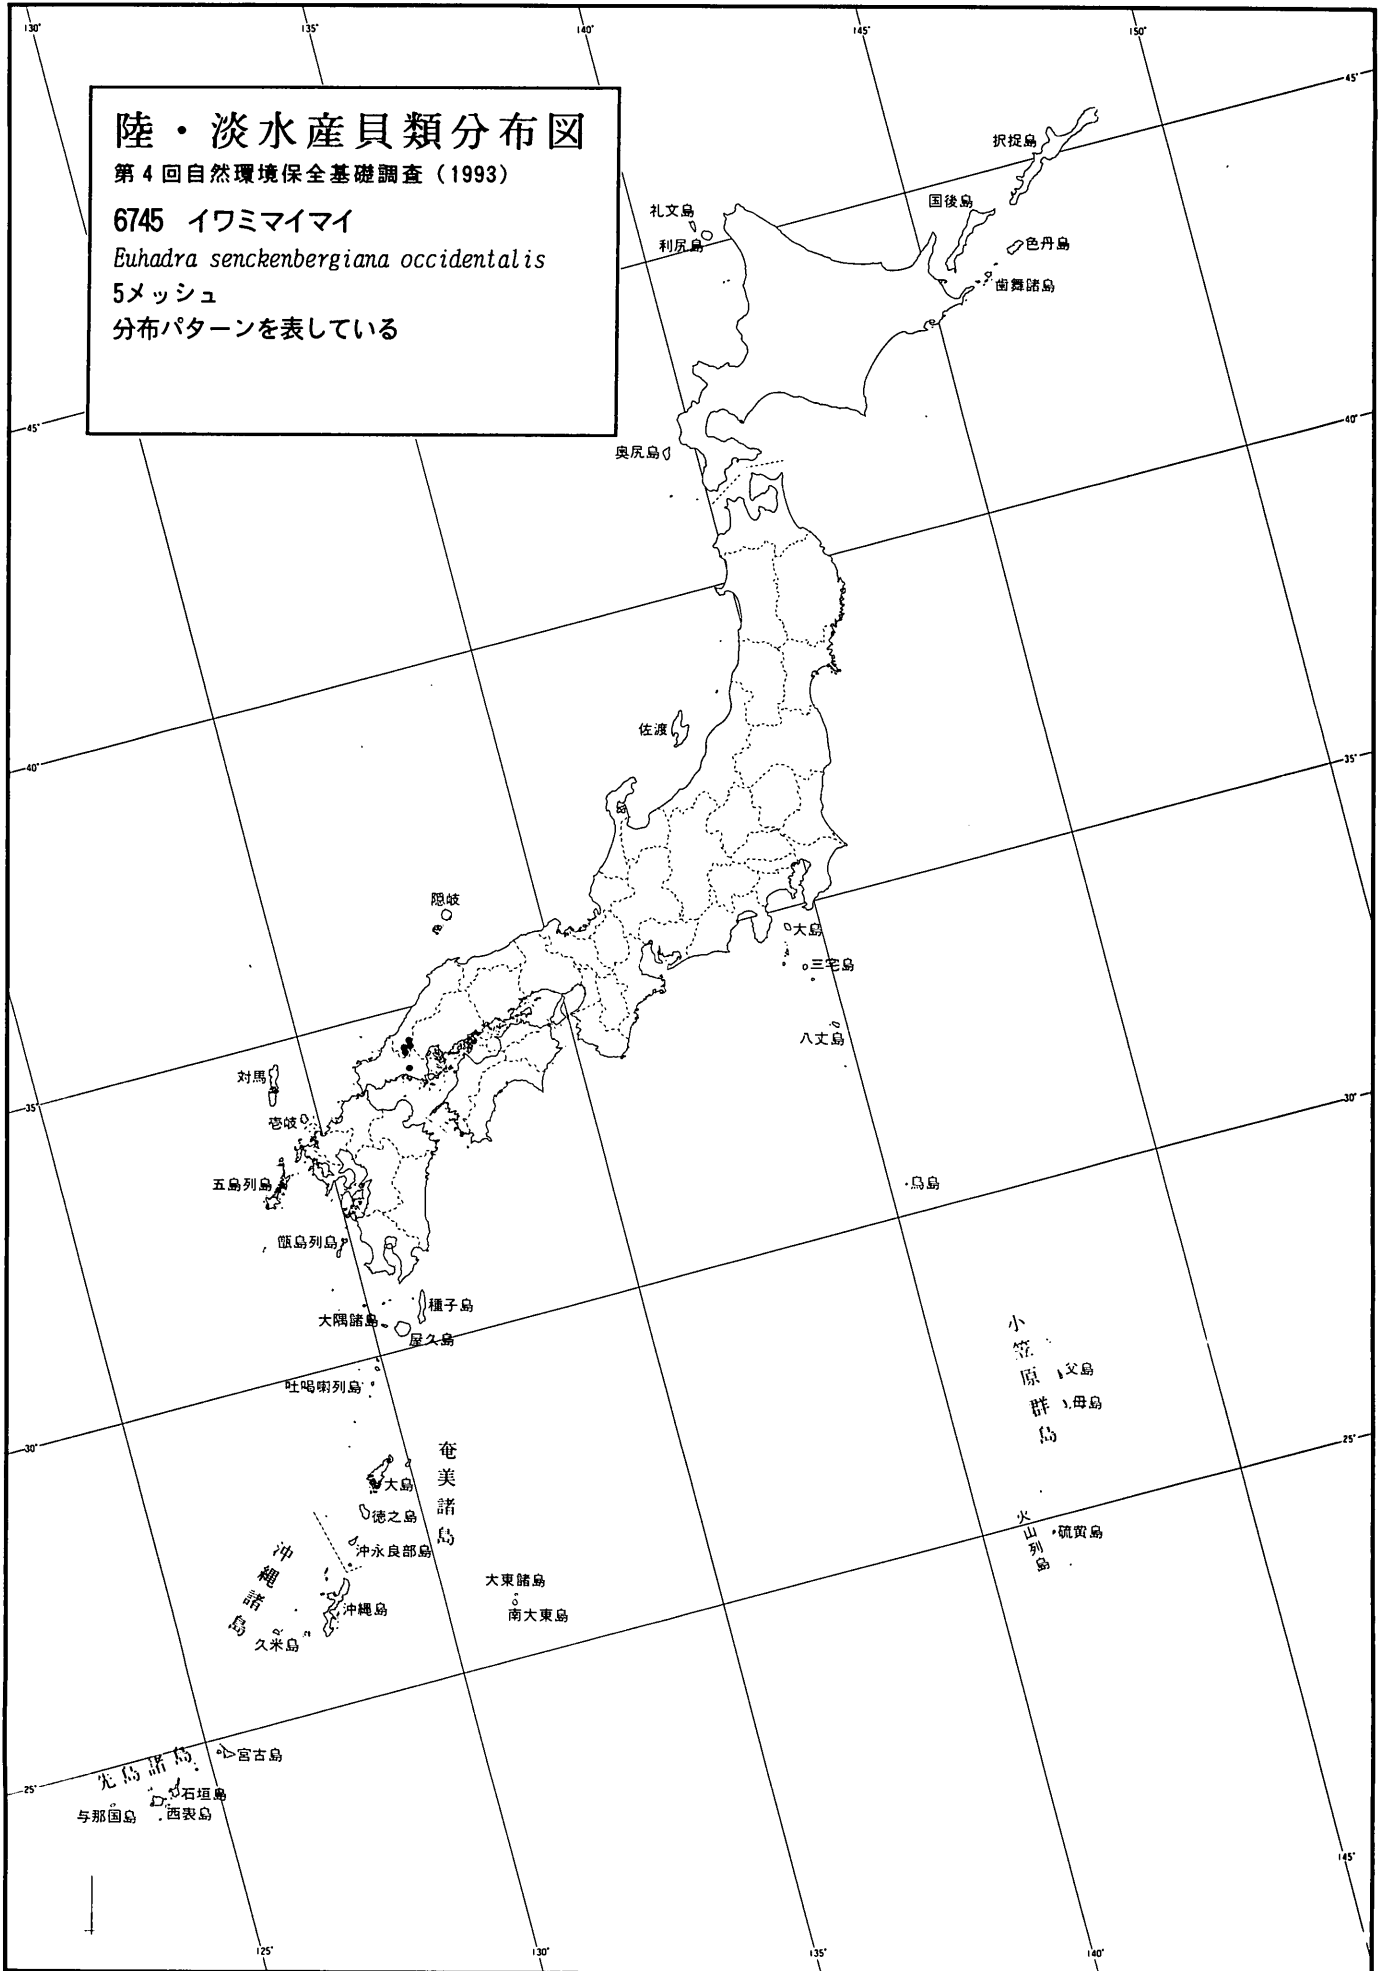 130°
135°
140°
145°
150°
陸・淡水産貝類分布図
第4回自然環境保全基礎調査（1993）
6745 イワミマイマイ
Euhadra senckenbergiana occidentalis
5メッシュ
分布パターンを表している
45°
択捉島
国後島
色丹島
歯舞諸島
礼文島
利尻島
45°
40°
奥尻島
佐渡
40°
35°
隠岐
大島
三宅島
八丈島
対馬
壱岐
35°
30°
五島列島
鳥島
甑島列島
種子島
大隅諸島
屋久島
吐噶喇列島
小笠原群島
父島
母島
30°
25°
奄美諸島
大島
徳之島
沖永良部島
火山列島
硫黄島
沖縄諸島
沖縄島
久米島
大東諸島
南大東島
先島諸島
宮古島
石垣島
西表島
与那国島
25°
145°
125°
130°
135°
140°